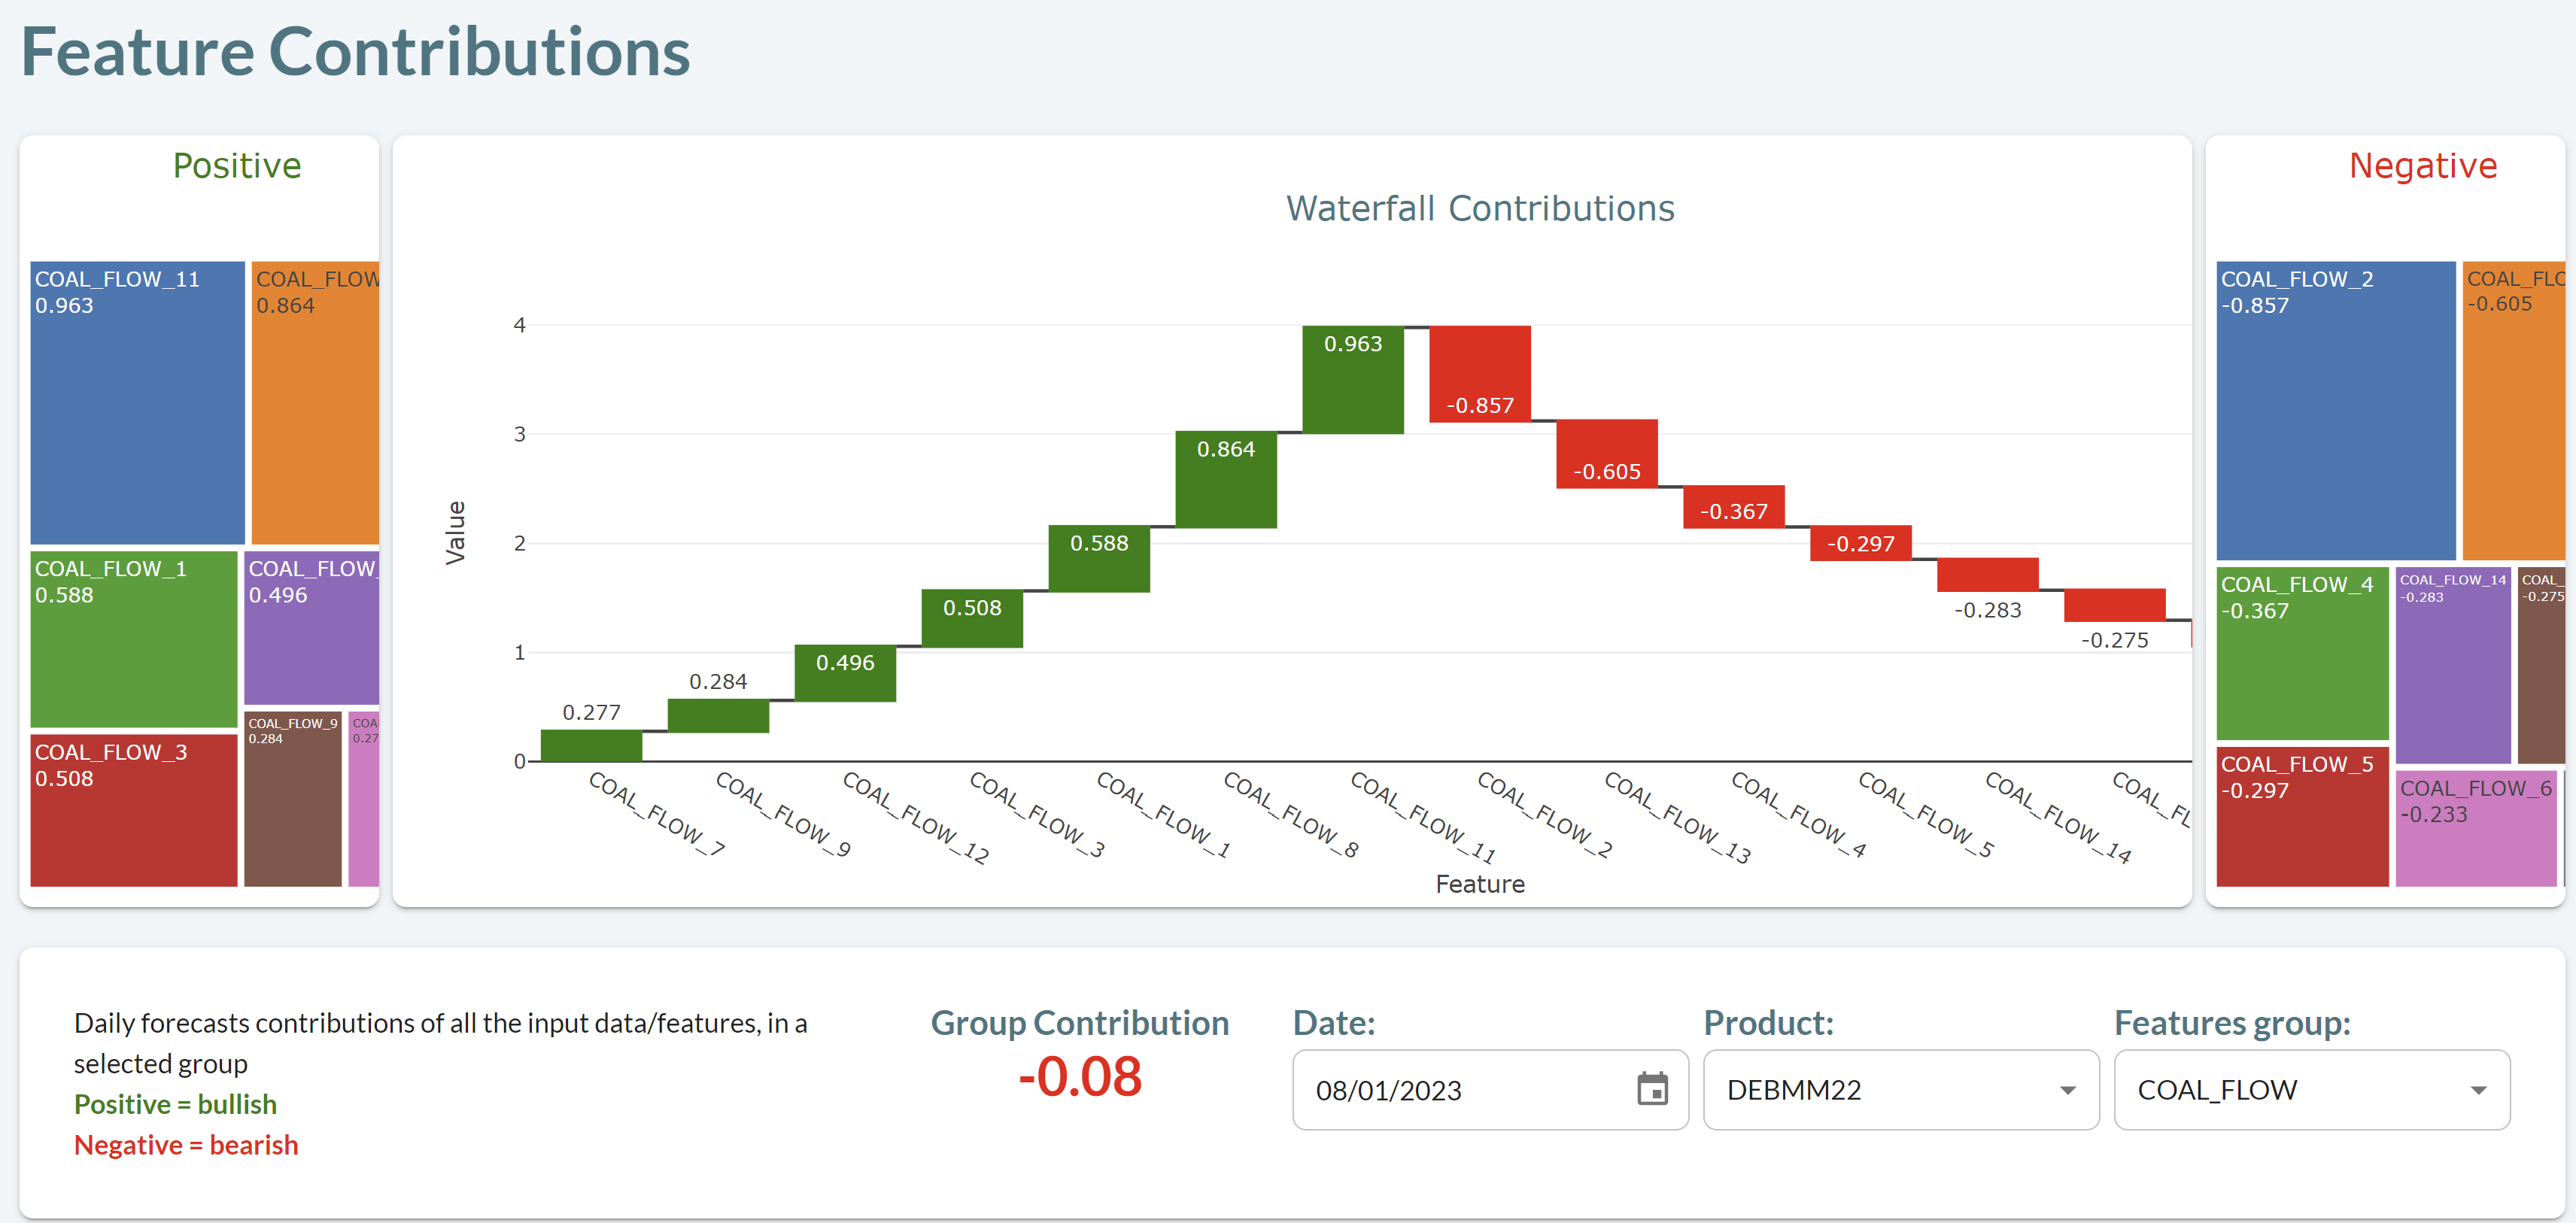 Feature Contributions
Positive
COAL_FLOW_11
0.963
COAL_FLOW
0.864
COAL_FLOW_1
0.588
COAL_FLOW_
0.496
COAL_FLOW_3
0.508
COAL_FLOW_9
0.284
COA
0.27
Waterfall Contributions
Value
4
3
2
1
0
0.277
0.284
0.496
0.508
0.588
0.864
0.963
-0.857
-0.605
-0.367
-0.297
-0.283
-0.275
COAL_FLOW_7
COAL_FLOW_9
COAL_FLOW_12
COAL_FLOW_3
COAL_FLOW_1
COAL_FLOW_8
COAL_FLOW_11
COAL_FLOW_2
COAL_FLOW_13
COAL_FLOW_4
COAL_FLOW_5
COAL_FLOW_14
COAL_FL
Feature
Negative
COAL_FLOW_2
-0.857
COAL_FLO
-0.605
COAL_FLOW_4
-0.367
COAL_FLOW_14
-0.283
COAL_
-0.275
COAL_FLOW_5
-0.297
COAL_FLOW_6
-0.233
Daily forecasts contributions of all the input data/features, in a
selected group
Positive = bullish
Negative = bearish
Group Contribution
-0.08
Date:
08/01/2023
Product:
DEBMM22
Features group:
COAL_FLOW